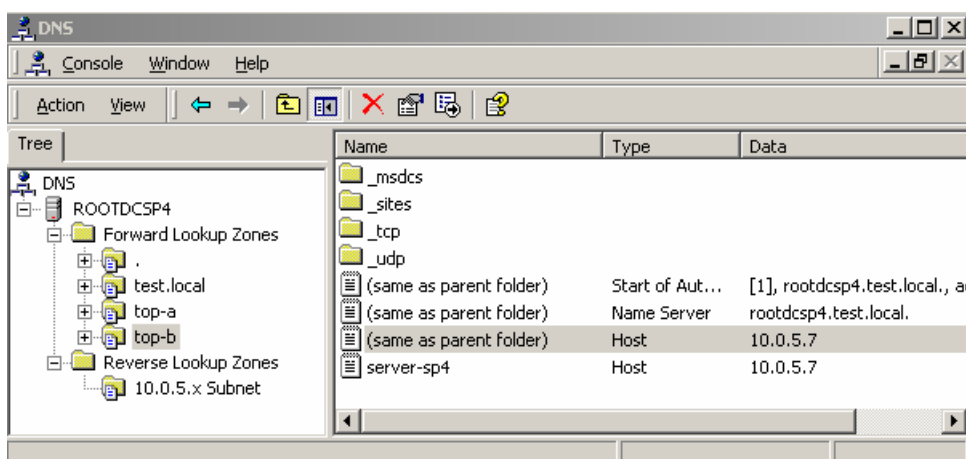 DNS
Console Window Help
Action View
Tree
Name Type Data
DNS
ROOTDCSP4
Forward Lookup Zones
.
test.local
top-a
top-b
Reverse Lookup Zones
10.0.5.x Subnet
_msdcs
_sites
_tcp
_udp
(same as parent folder) Start of Aut... [1], rootdcsp4.test.local., a
(same as parent folder) Name Server rootdcsp4.test.local.
(same as parent folder) Host 10.0.5.7
server-sp4 Host 10.0.5.7